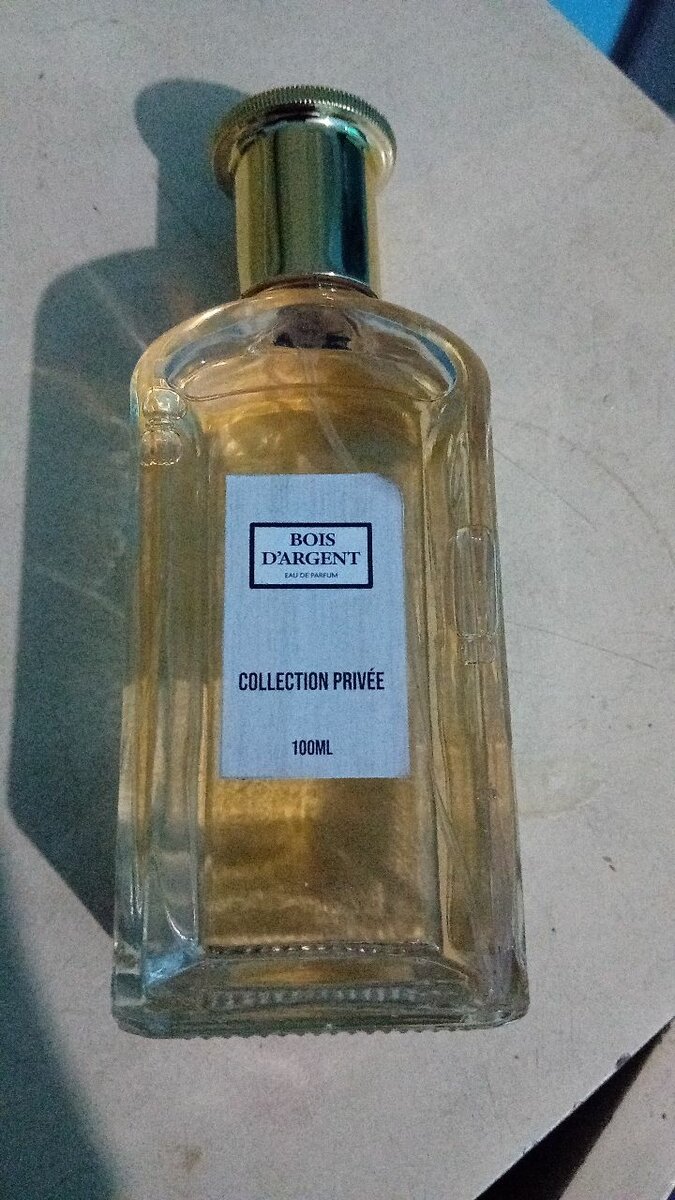 BOIS
D'ARGENT
EAU DE PARFUM
COLLECTION PRIVÉE
100ML